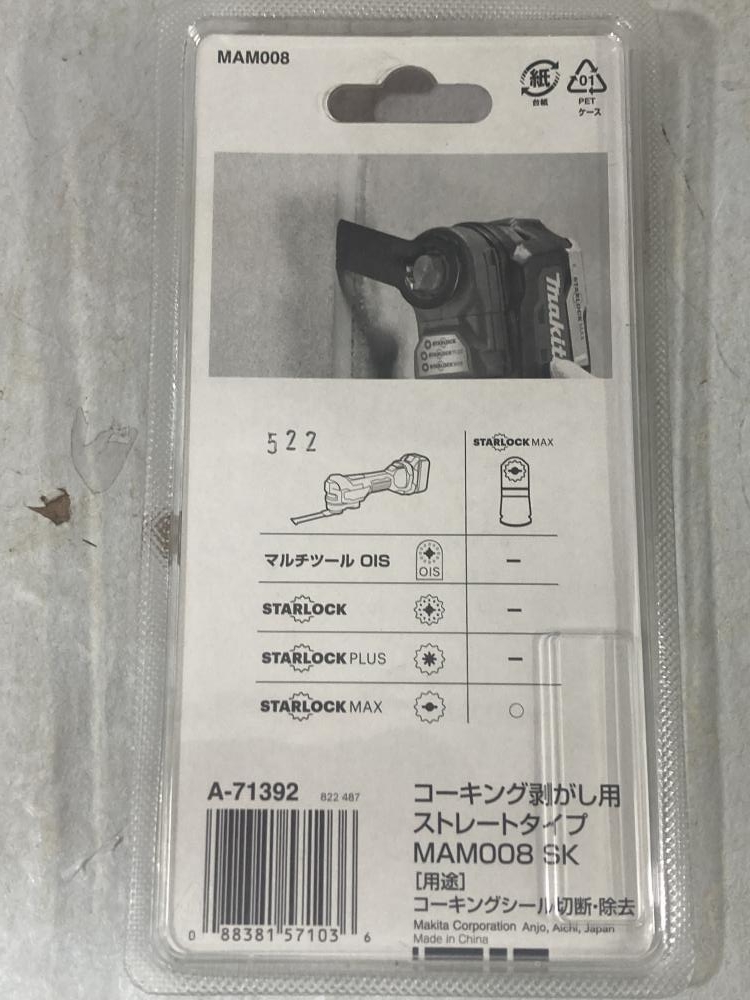 MAM008
紙
台紙
01
PET
ケース
makita
STARLOCK
STARLOCK PLUS
STARLOCK MAX
522
STARLOCK MAX
マルチツール OIS
OIS
–
STARLOCK
–
STARLOCK PLUS
–
STARLOCK MAX
○
A-71392
822 487
コーキング剥がし用
ストレートタイプ
MAM008 SK
[用途]
コーキングシール切断・除去
Makita Corporation Anjo, Aichi, Japan
Made in China
0 88381 57103 6